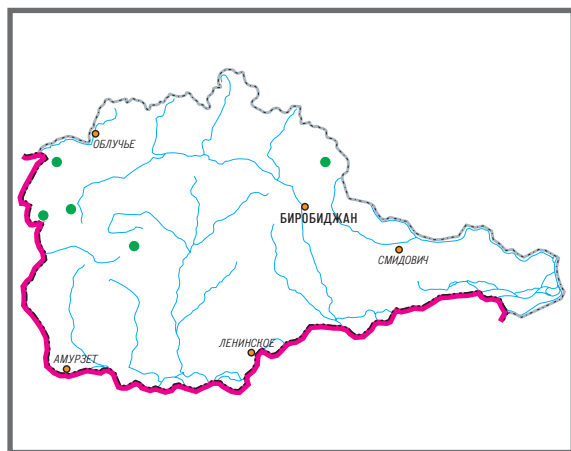 ОБЛУЧЬЕ
БИРОБИДЖАН
СМИДОВИЧ
ЛЕНИНСКОЕ
АМУРЗЕТ